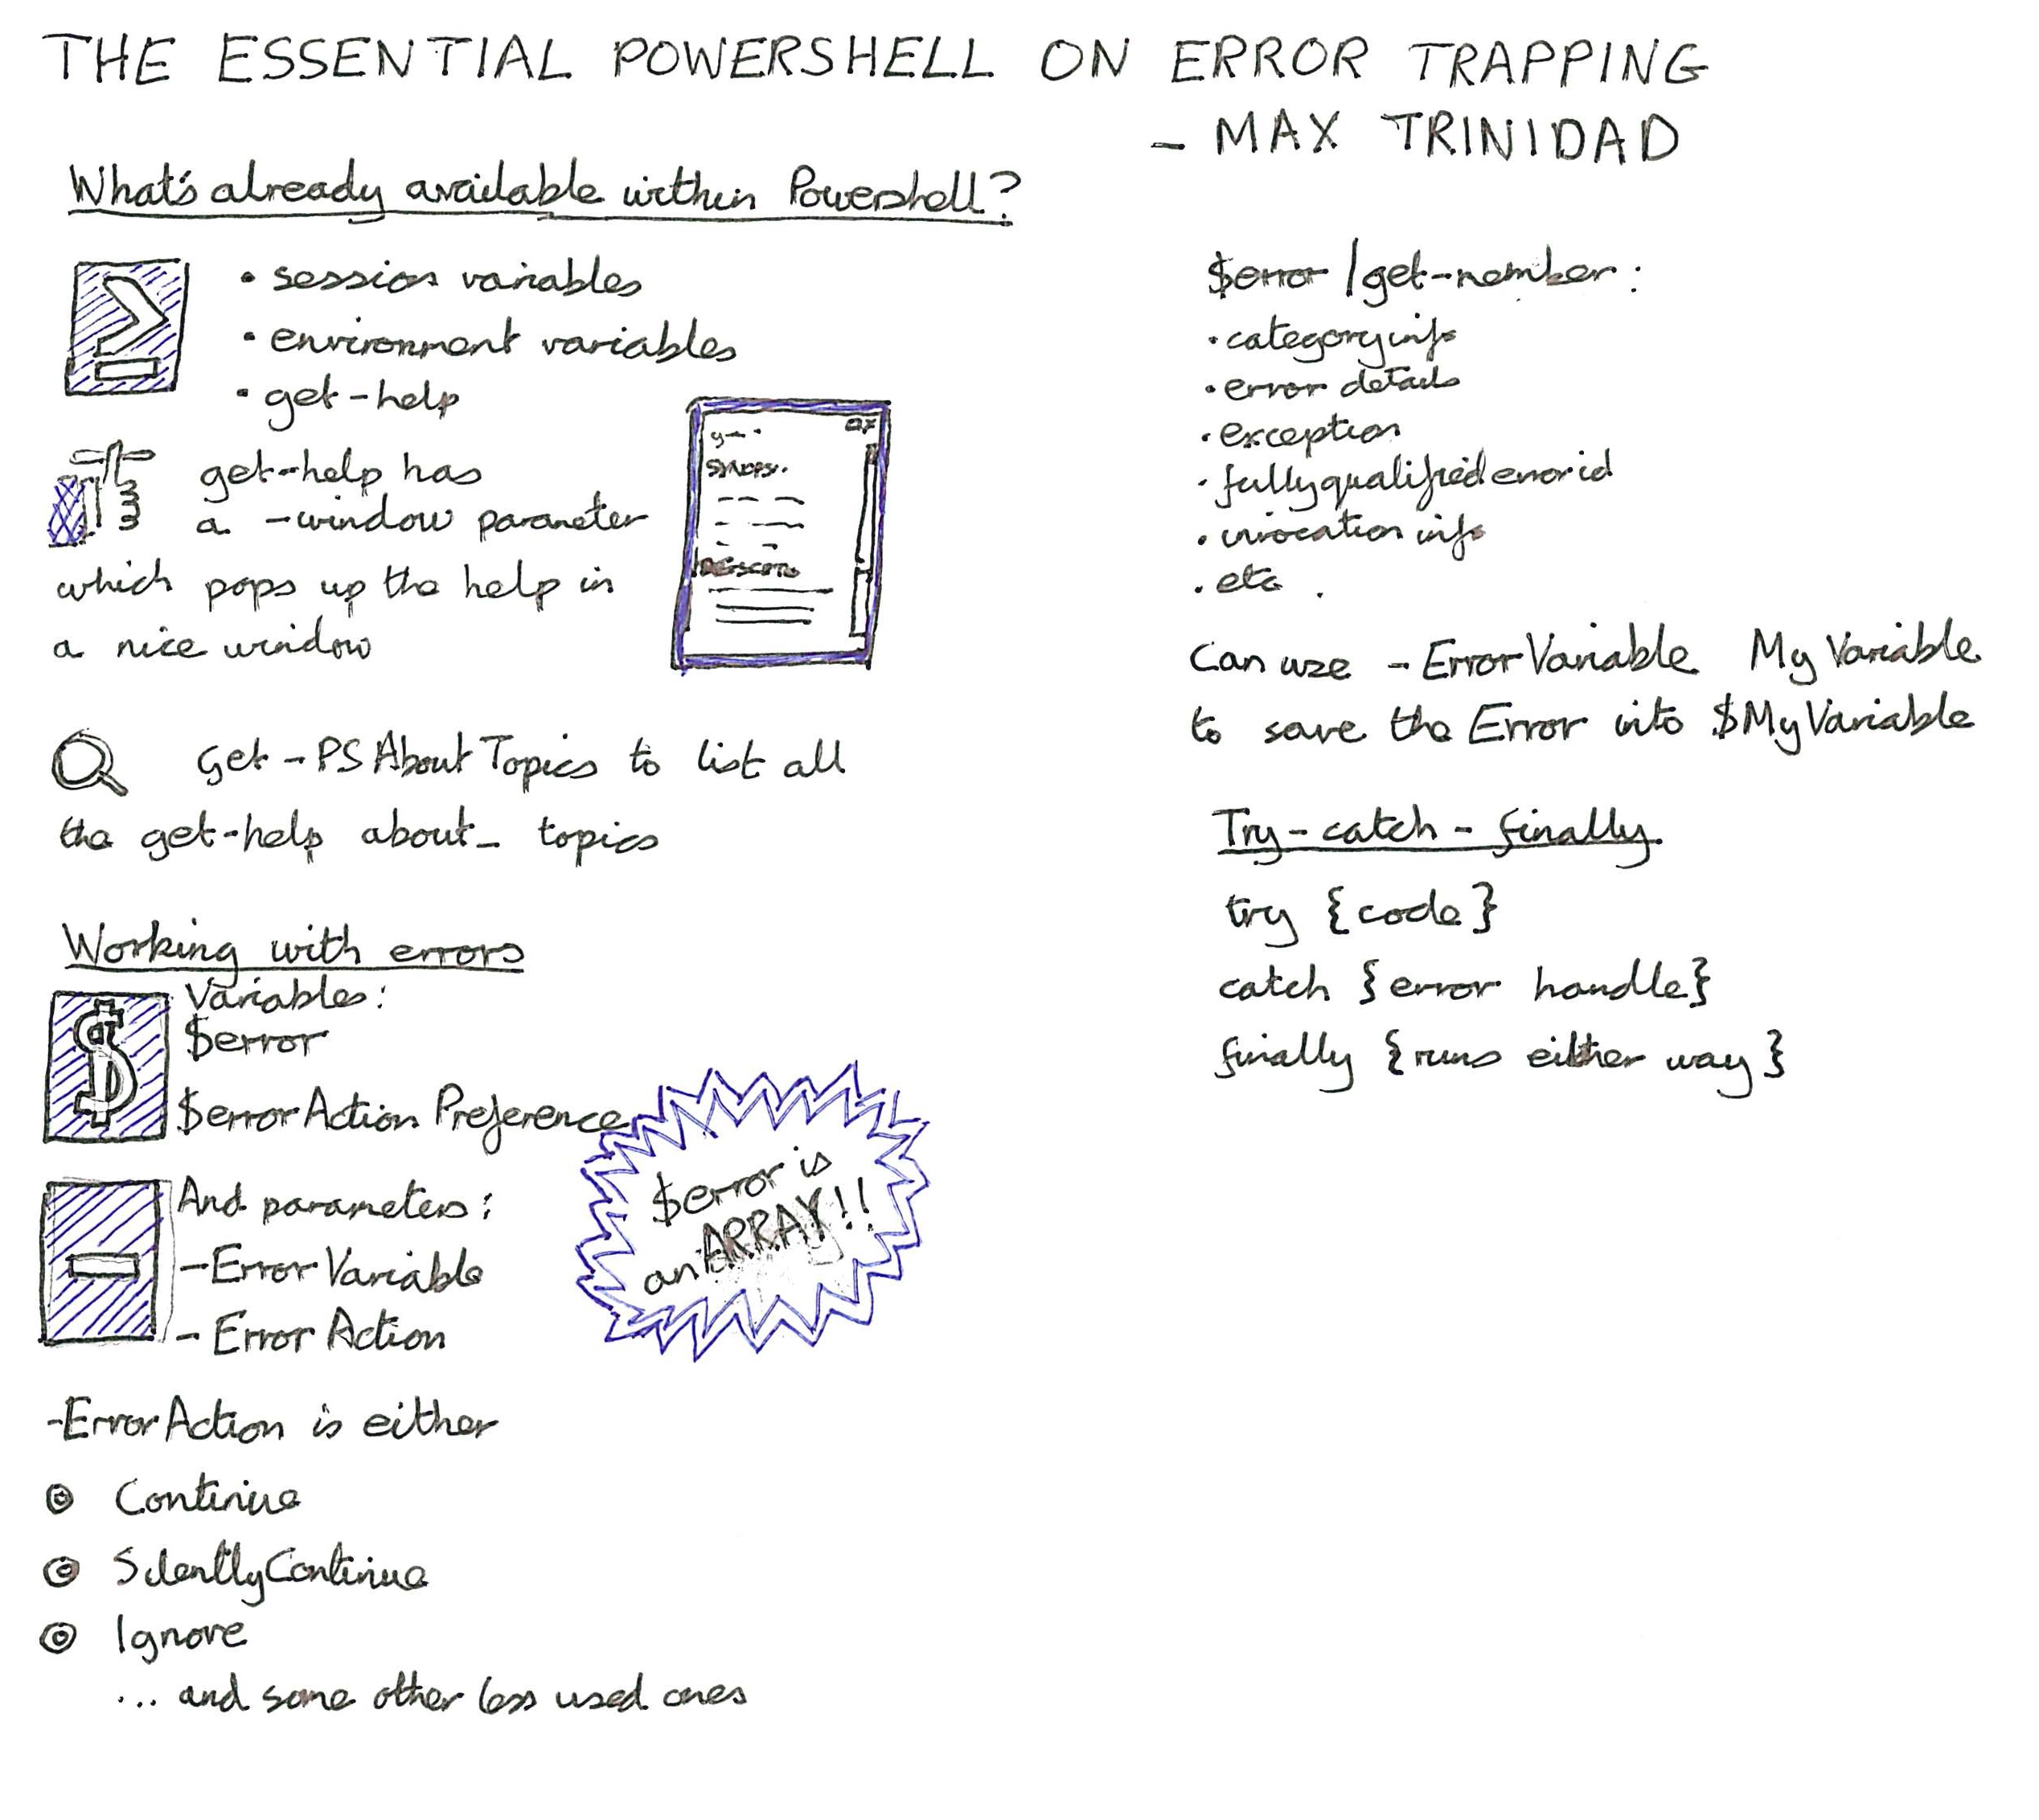 THE ESSENTIAL POWERSHELL ON ERROR TRAPPING
- MAX TRINIDAD
What's already available within Powershell?
• session variables
• environment variables
• get-help
get-help has
a -window parameter
which pops up the help in
a nice window
Get-PSAboutTopics to list all
the get-help about_ topics
Working with errors
$
Variables:
$error
$errorActionPreference
And parameters:
-ErrorVariable
-ErrorAction
$error is
an ARRAY!!
-ErrorAction is either
Continue
SilentlyContinue
Ignore
... and some other less used ones
$error | get-member:
• categoryinfo
• error details
• exception
• fullyqualifiederrorid
• invocation info
• etc.
Can use -ErrorVariable MyVariable
to save the Error into $MyVariable
Try-catch-finally
try {code}
catch {error handle}
finally {runs either way}